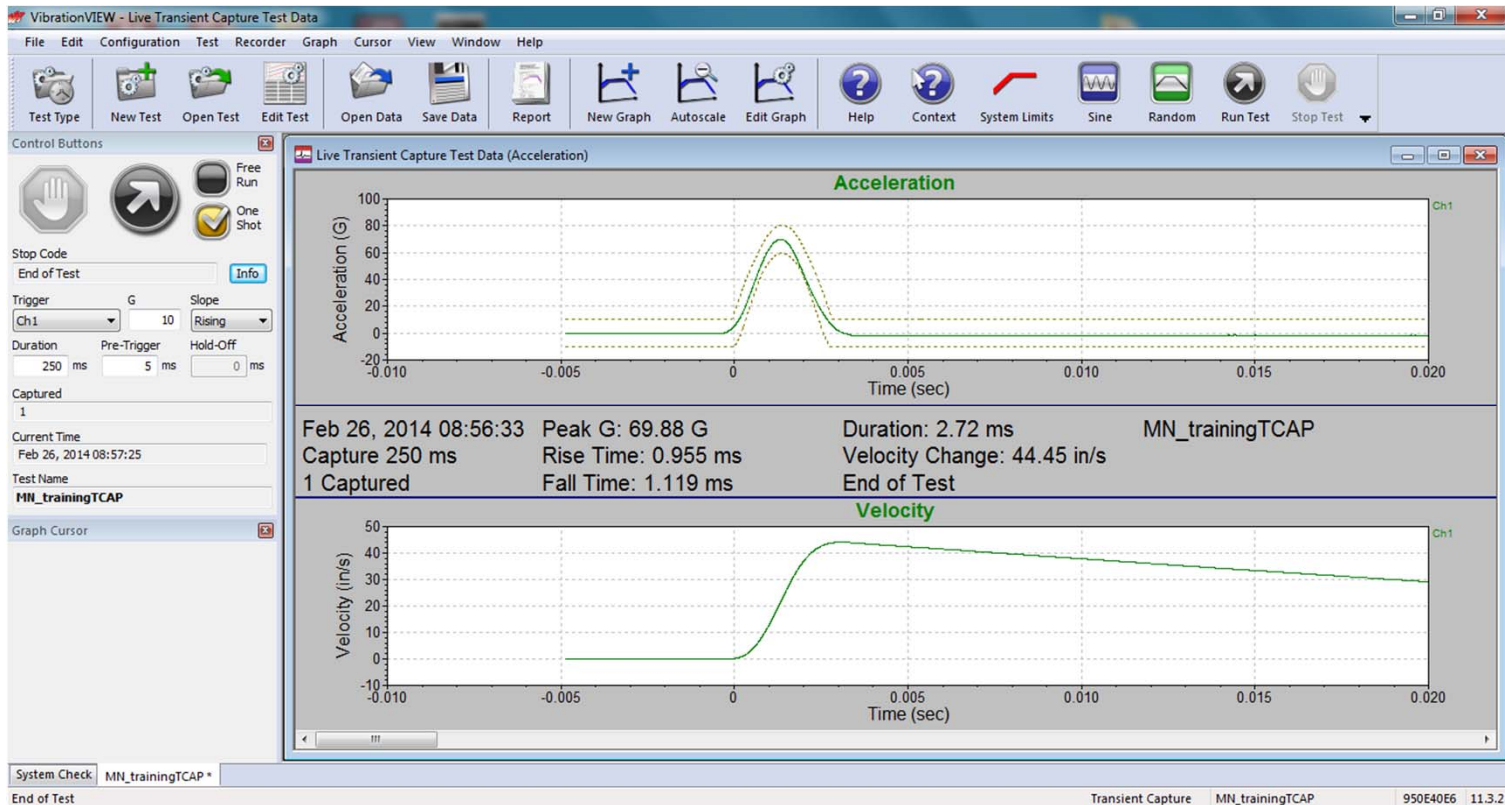 VibrationVIEW - Live Transient Capture Test Data
File Edit Configuration Test Recorder Graph Cursor View Window Help
Test Type New Test Open Test Edit Test Open Data Save Data Report New Graph Autoscale Edit Graph Help Context System Limits Sine Random Run Test Stop Test
Control Buttons
Free
Run
One
Shot
Stop Code
End of Test Info
Trigger G Slope
Ch1 10 Rising
Duration Pre-Trigger Hold-Off
250 ms 5 ms 0 ms
Captured
1
Current Time
Feb 26, 2014 08:57:25
Test Name
MN_trainingTCAP
Graph Cursor
Live Transient Capture Test Data (Acceleration)
Acceleration
Ch1
Acceleration (G)
100
80
60
40
20
0
-20
-0.010 -0.005 0 0.005 0.010 0.015 0.020
Time (sec)
Feb 26, 2014 08:56:33 Peak G: 69.88 G Duration: 2.72 ms MN_trainingTCAP
Capture 250 ms Rise Time: 0.955 ms Velocity Change: 44.45 in/s
1 Captured Fall Time: 1.119 ms End of Test
Velocity
Ch1
Velocity (in/s)
50
40
30
20
10
0
-10
-0.010 -0.005 0 0.005 0.010 0.015 0.020
Time (sec)
System Check MN_trainingTCAP *
End of Test Transient Capture MN_trainingTCAP 950E40E6 11.3.2